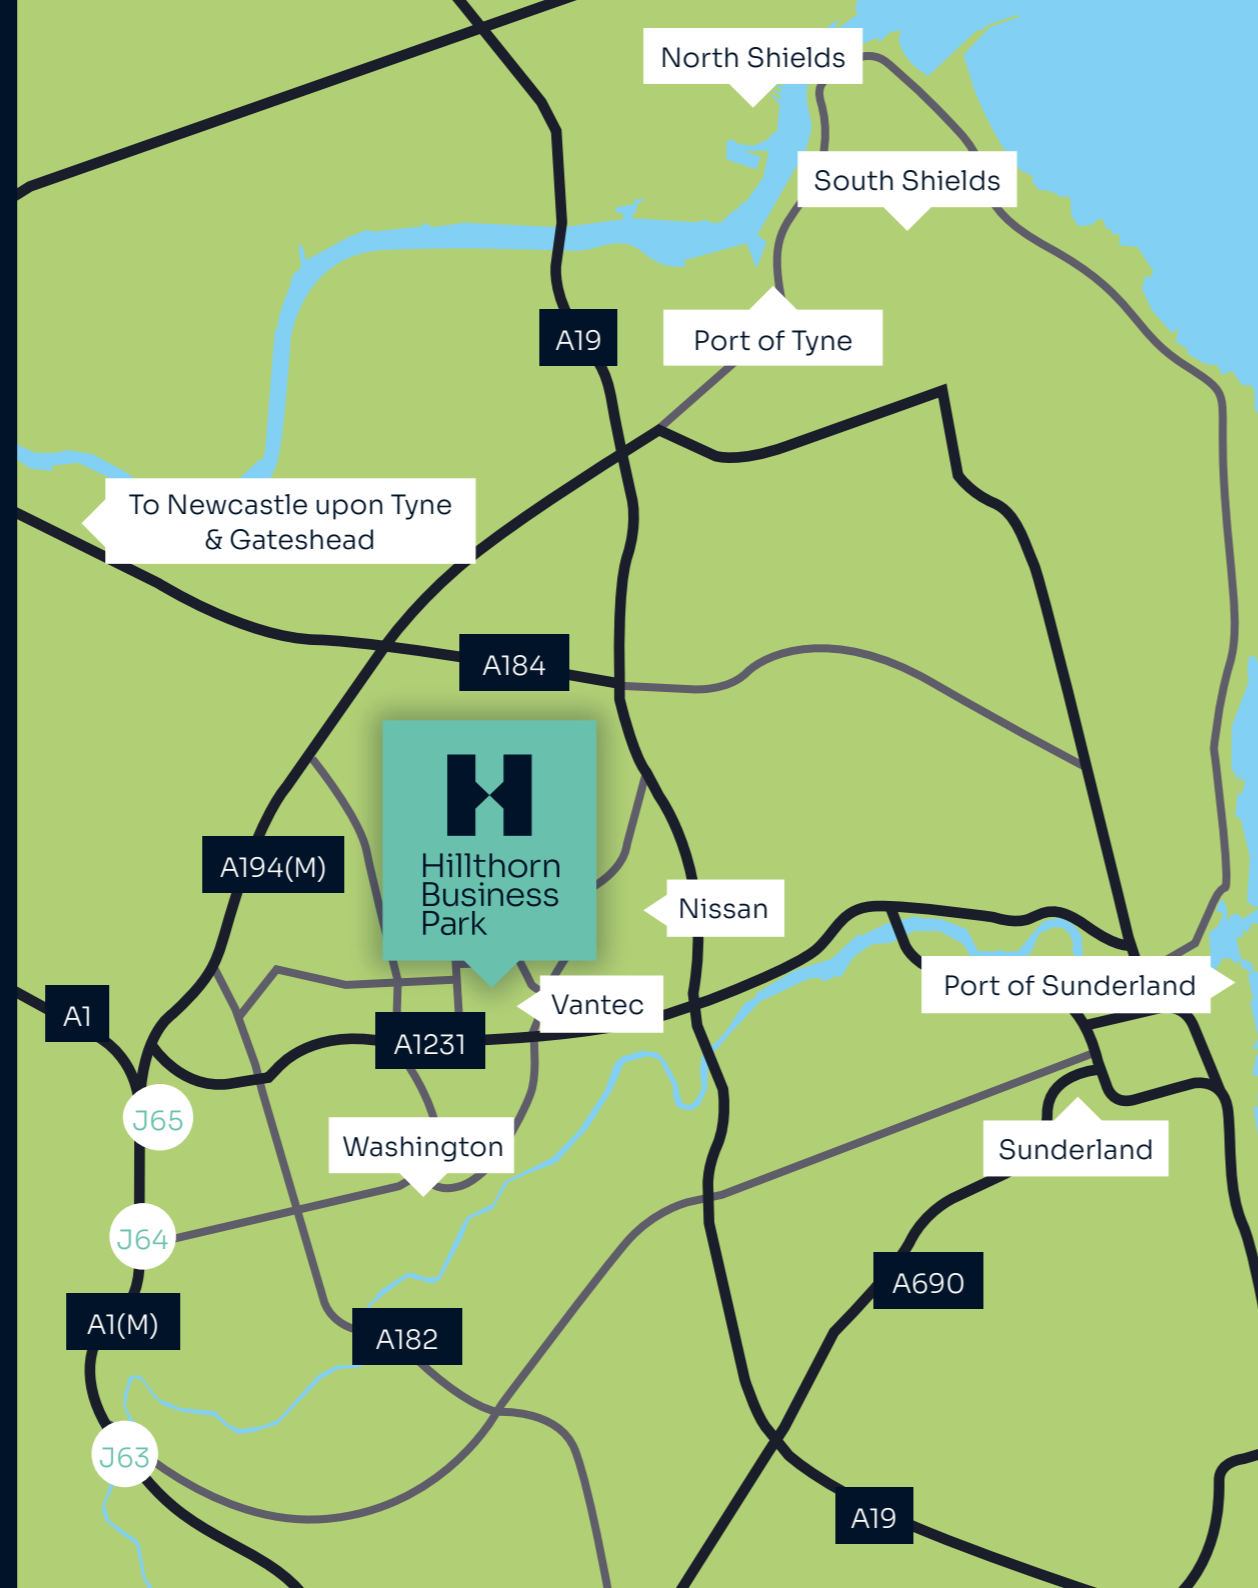 North Shields
South Shields
A19
Port of Tyne
To Newcastle upon Tyne
& Gateshead
A184
Hillthorn
Business
Park
A194(M)
Nissan
Port of Sunderland
Vantec
A1
A1231
J65
Washington
Sunderland
J64
A690
A1(M)
A182
J63
A19